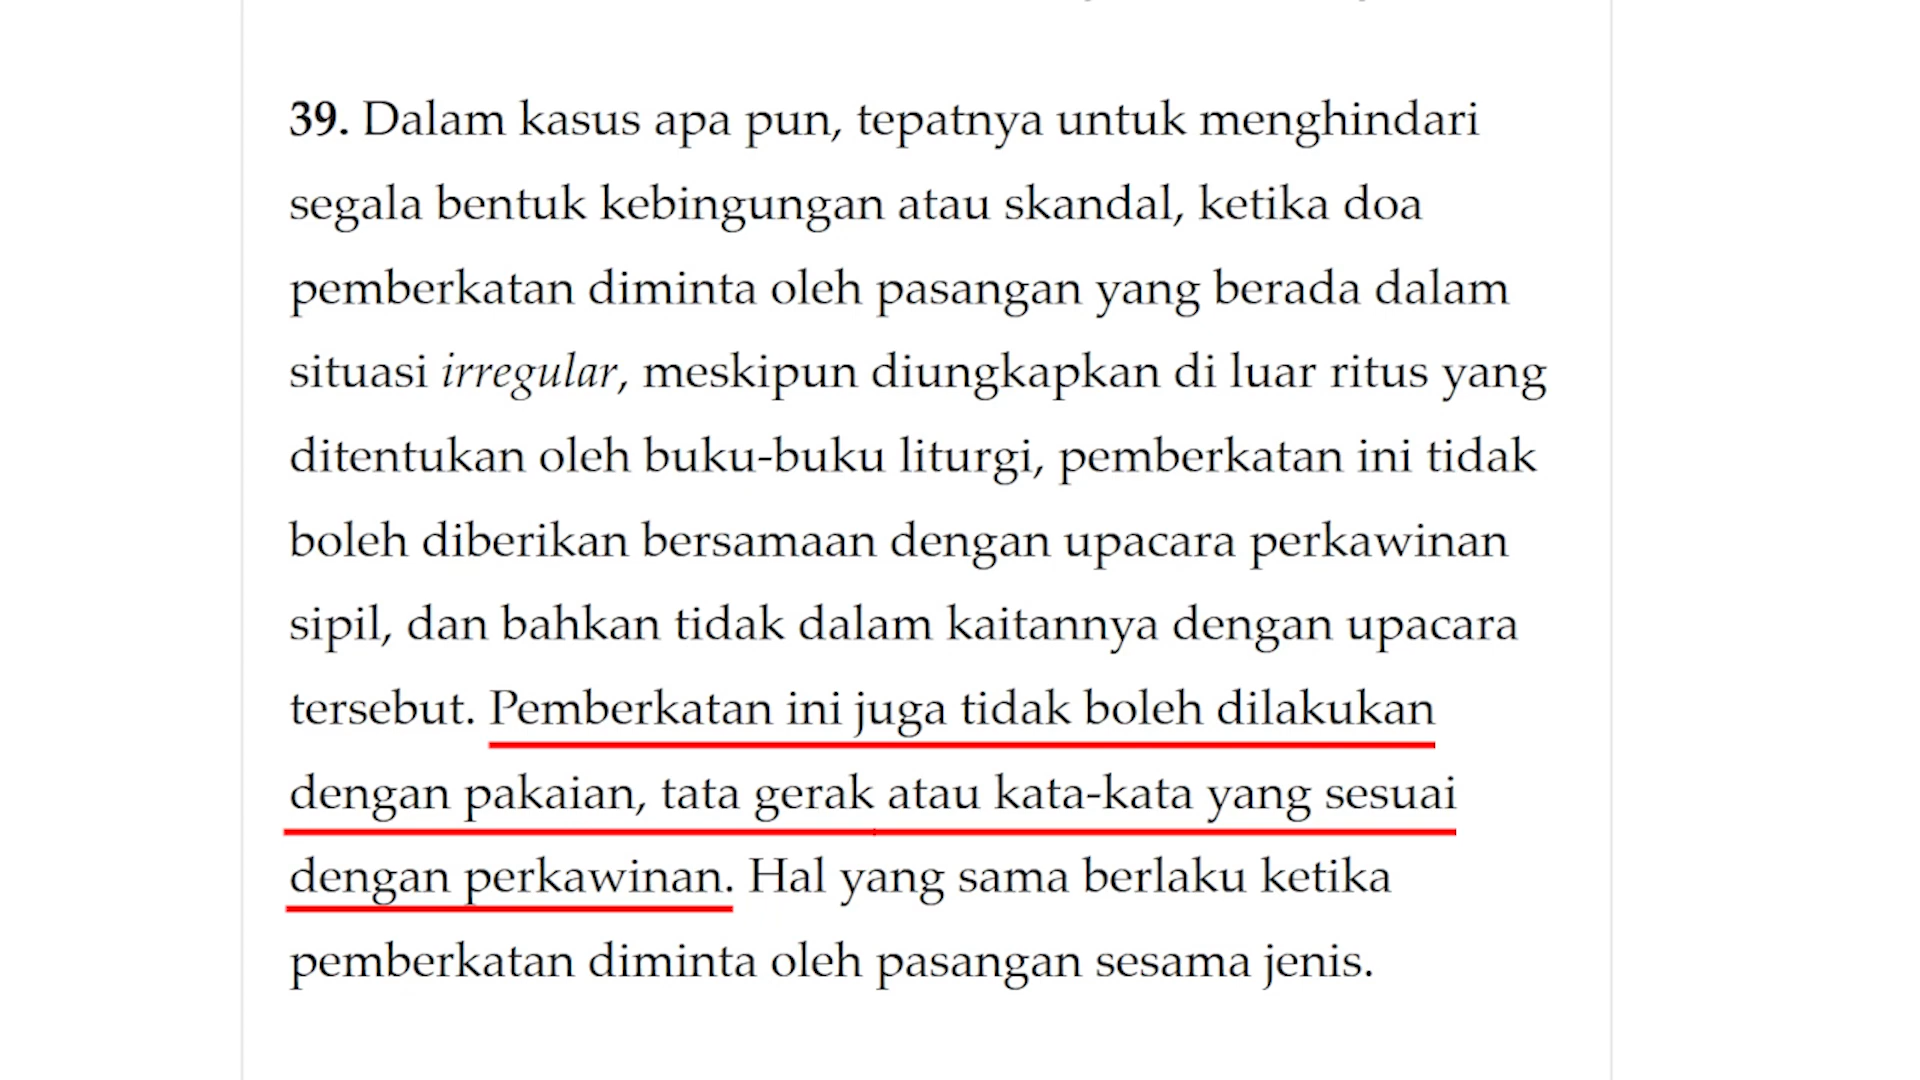 39. Dalam kasus apa pun, tepatnya untuk menghindari
segala bentuk kebingungan atau skandal, ketika doa
pemberkatan diminta oleh pasangan yang berada dalam
situasi irregular, meskipun diungkapkan di luar ritus yang
ditentukan oleh buku-buku liturgi, pemberkatan ini tidak
boleh diberikan bersamaan dengan upacara perkawinan
sipil, dan bahkan tidak dalam kaitannya dengan upacara
tersebut. Pemberkatan ini juga tidak boleh dilakukan
dengan pakaian, tata gerak atau kata-kata yang sesuai
dengan perkawinan. Hal yang sama berlaku ketika
pemberkatan diminta oleh pasangan sesama jenis.